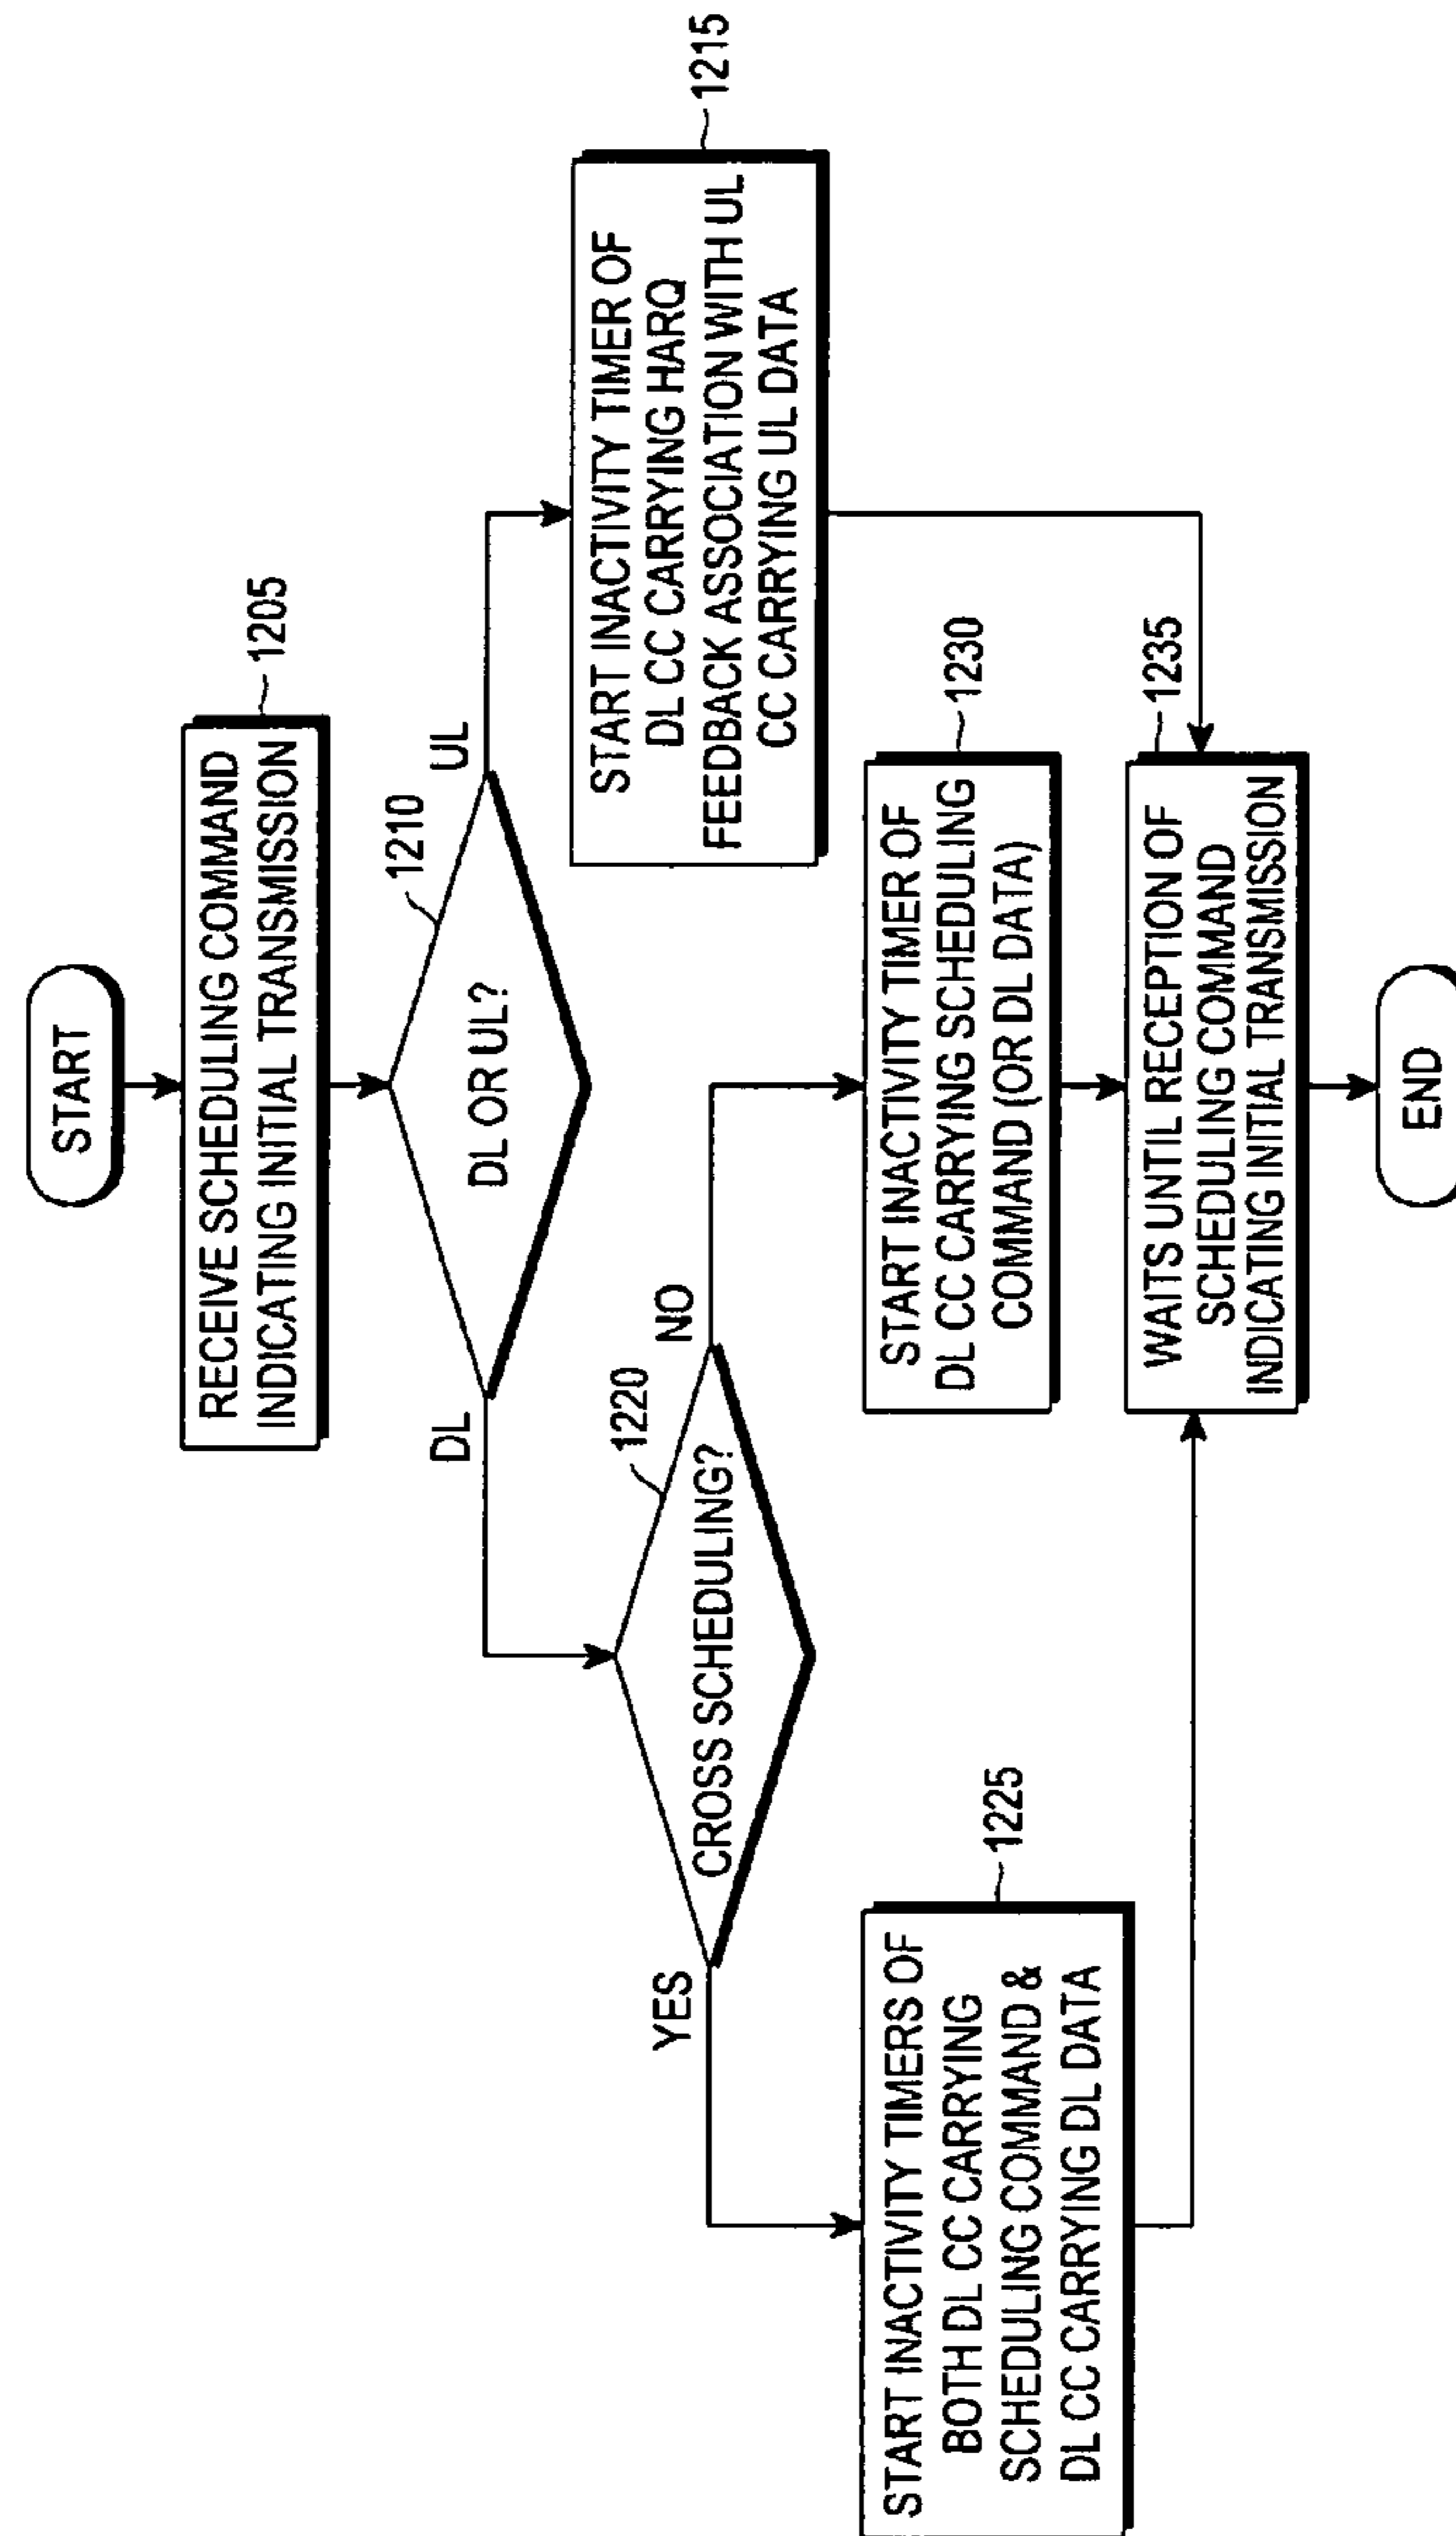 START
RECEIVE SCHEDULING COMMAND
INDICATING INITIAL TRANSMISSION
1205
DL OR UL?
1210
DL
UL
START INACTIVITY TIMER OF
DL CC CARRYING HARQ
FEEDBACK ASSOCIATION WITH UL
CC CARRYING UL DATA
1215
CROSS SCHEDULING?
1220
YES
NO
START INACTIVITY TIMERS OF
BOTH DL CC CARRYING
SCHEDULING COMMAND &
DL CC CARRYING DL DATA
1225
START INACTIVITY TIMER OF
DL CC CARRYING SCHEDULING
COMMAND (OR DL DATA)
1230
WAITS UNTIL RECEPTION OF
SCHEDULING COMMAND
INDICATING INITIAL TRANSMISSION
1235
END